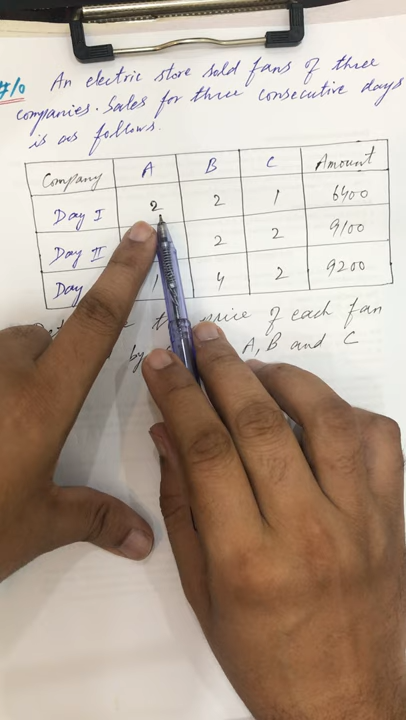 #10 An electric store sold fans of three
companies. Sales for three consecutive days
is as follows.
Company A B C Amount
Day I 2 2 1 6400
Day II 2 2 9100
Day 1 4 2 9200
price of each fan
by A, B and C